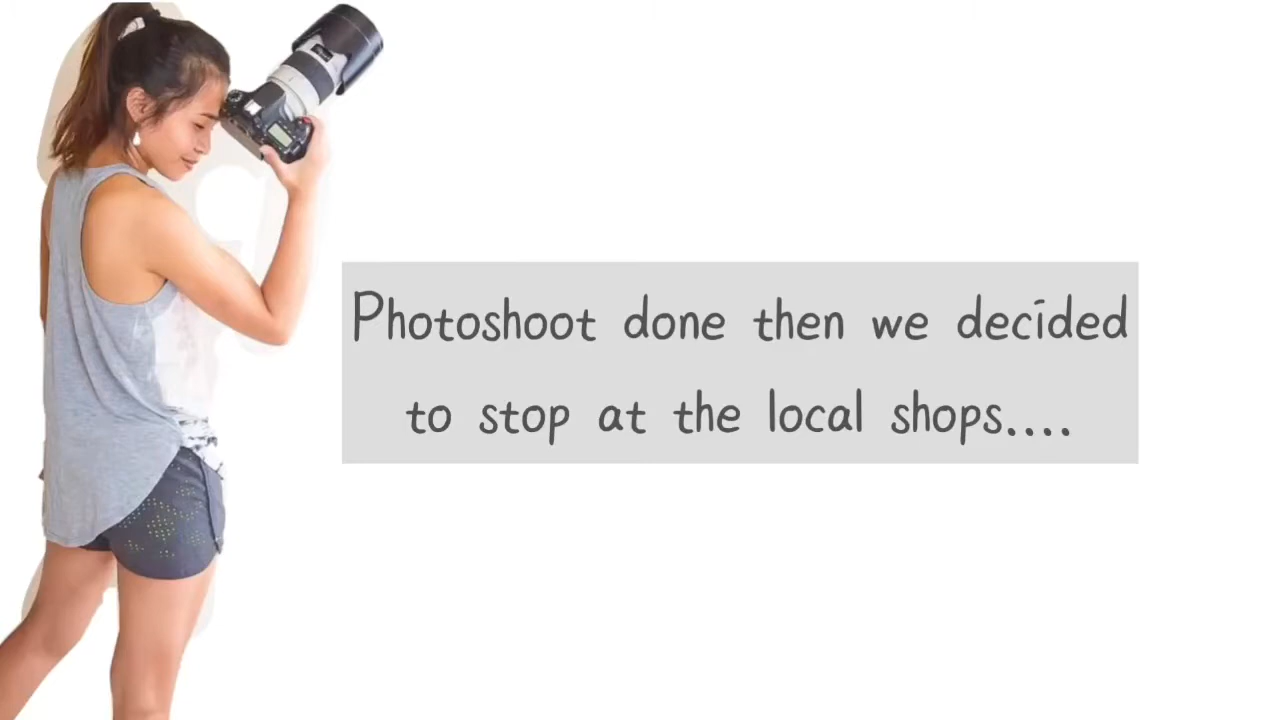 Photoshoot done then we decided
to stop at the local shops....